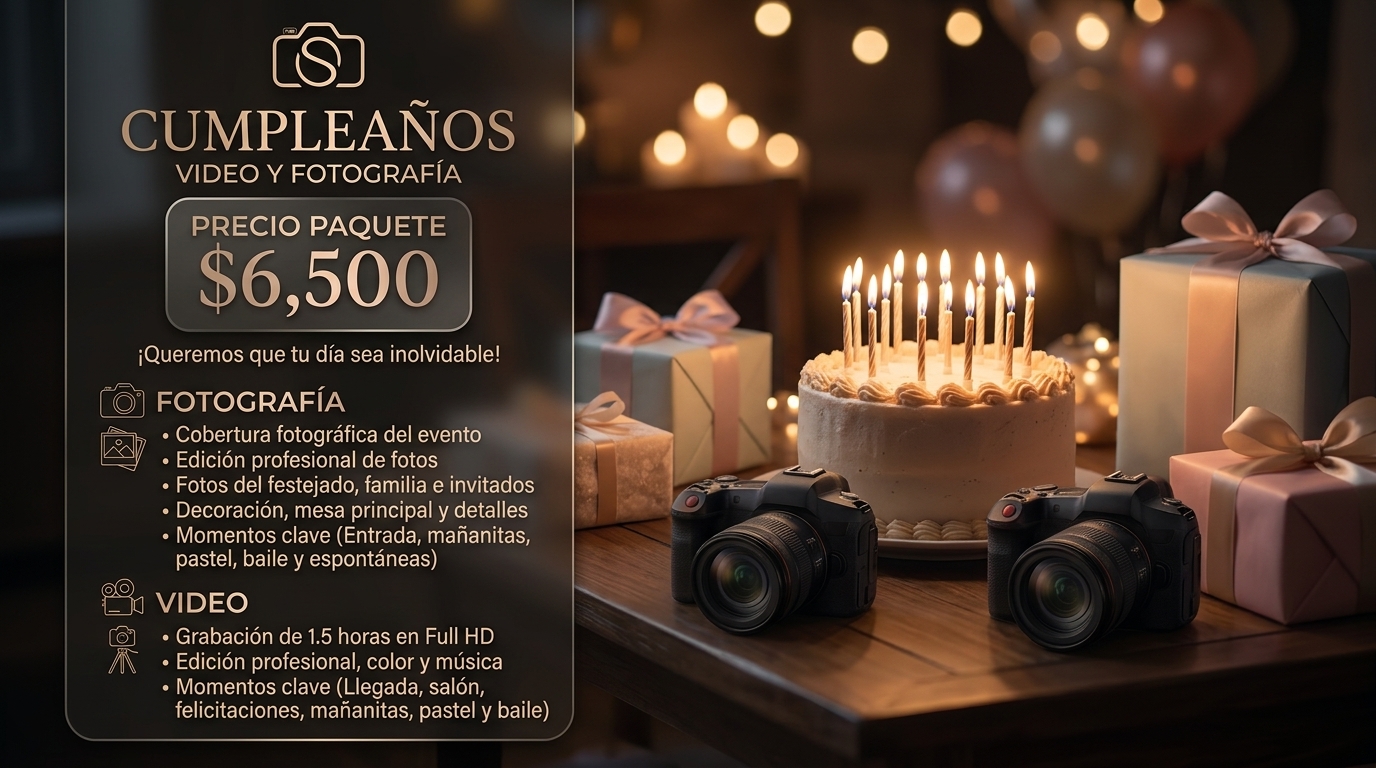 CUMPLEAÑOS
VIDEO Y FOTOGRAFÍA
PRECIO PAQUETE
$6,500
¡Queremos que tu día sea inolvidable!
FOTOGRAFÍA
• Cobertura fotográfica del evento
• Edición profesional de fotos
• Fotos del festejado, familia e invitados
• Decoración, mesa principal y detalles
• Momentos clave (Entrada, mañanitas,
pastel, baile y espontáneas)
VIDEO
• Grabación de 1.5 horas en Full HD
• Edición profesional, color y música
• Momentos clave (Llegada, salón,
felicitaciones, mañanitas, pastel y baile)